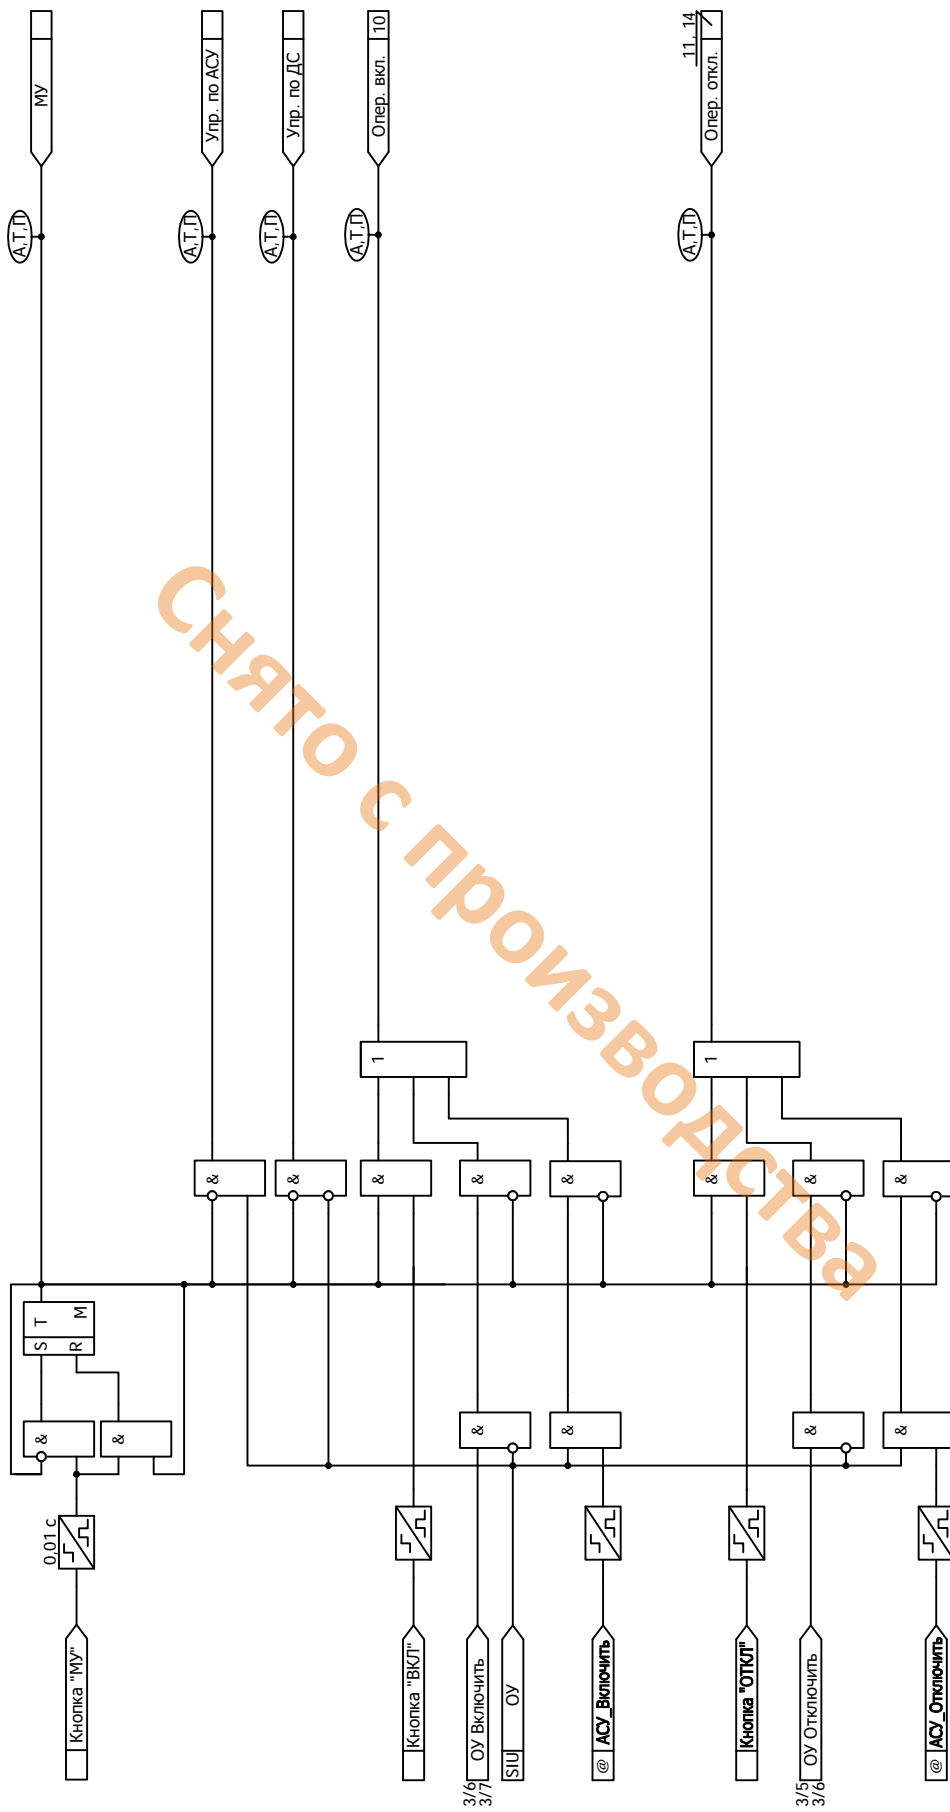 МУ
Упр. по АСУ
Упр. по ДС
Опер. вкл.
10
Опер. откл.
11, 14
А,Т,П
А,Т,П
А,Т,П
А,Т,П
А,Т,П
Снято с производства
1
1
&
&
&
&
&
&
&
&
T
M
S
R
&
&
&
&
&
&
0,01 с
Кнопка "МУ"
Кнопка "ВКЛ"
ОУ Включить
3/6
3/7
SIU
ОУ
@
АСУ_Включить
Кнопка "ОТКЛ"
ОУ Отключить
3/5
3/6
@
АСУ_Отключить